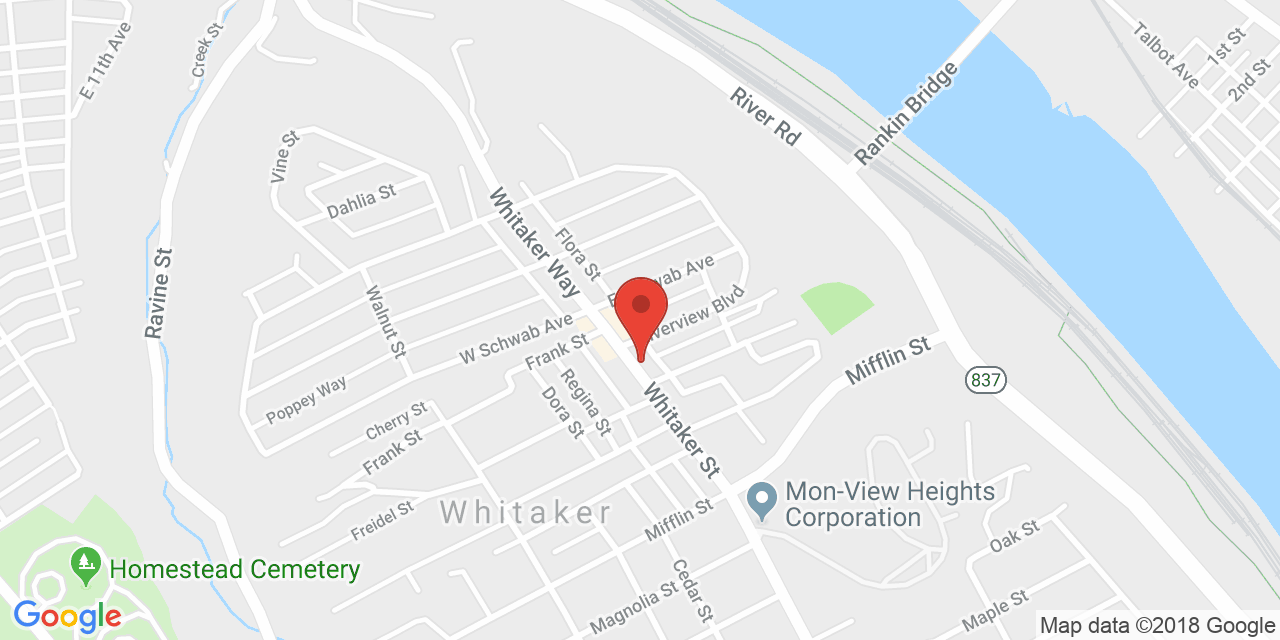 E 11th Ave
Creek St
Talbot Ave
1st St
2nd St
River Rd
Rankin Bridge
Vine St
Dahlia St
Whitaker Way
Flora St
Ravine St
Walnut St
W Schwab Ave
Frank St
Poppey Way
Cherry St
Frank St
Regina St
Dora St
Whitaker St
Mifflin St
837
Freidel St
Whitaker
Mifflin St
Mon-View Heights
Corporation
Oak St
Homestead Cemetery
Cedar St
Magnolia St
Maple St
Google
Map data ©2018 Google